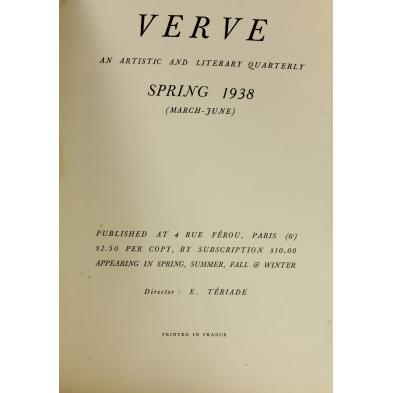 VERVE
AN ARTISTIC AND LITERARY QUARTERLY
SPRING 1938
(MARCH-JUNE)
PUBLISHED AT 4 RUE FÉROU, PARIS (6e)
$2.50 PER COPY, BY SUBSCRIPTION $10.00
APPEARING IN SPRING, SUMMER, FALL & WINTER
Director: E. TÉRIADE
PRINTED IN FRANCE